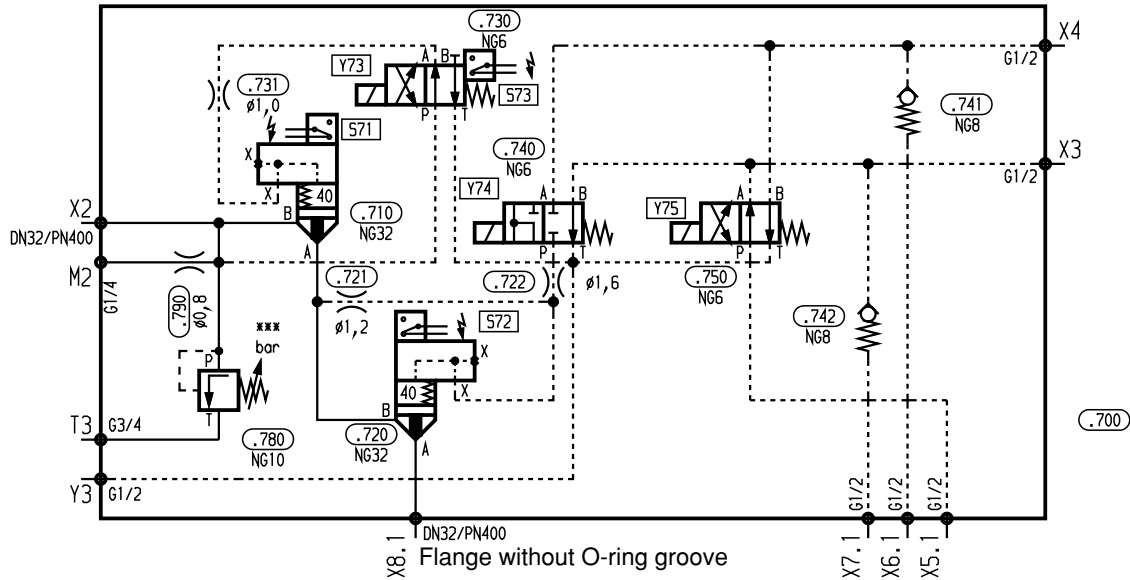 .730
NG6
X4
G1/2
A B
Y73
.731
ø1,0
S73
P T
.741
NG8
S71
X
X
40
.740
NG6
X3
G1/2
Y74
A B
Y75
A B
X2
DN32/PN400
B
.710
NG32
A
P T
P T
M2
G1/4
.721
ø1,2
.722
ø1,6
.750
NG6
.790
ø0,8
***
bar
.742
NG8
S72
X
X
P
T
40
B
T3
G3/4
.780
NG10
.720
NG32
A
.700
Y3
G1/2
G1/2
G1/2
G1/2
X8.1
DN32/PN400
Flange without O-ring groove
X7.1
X6.1
X5.1